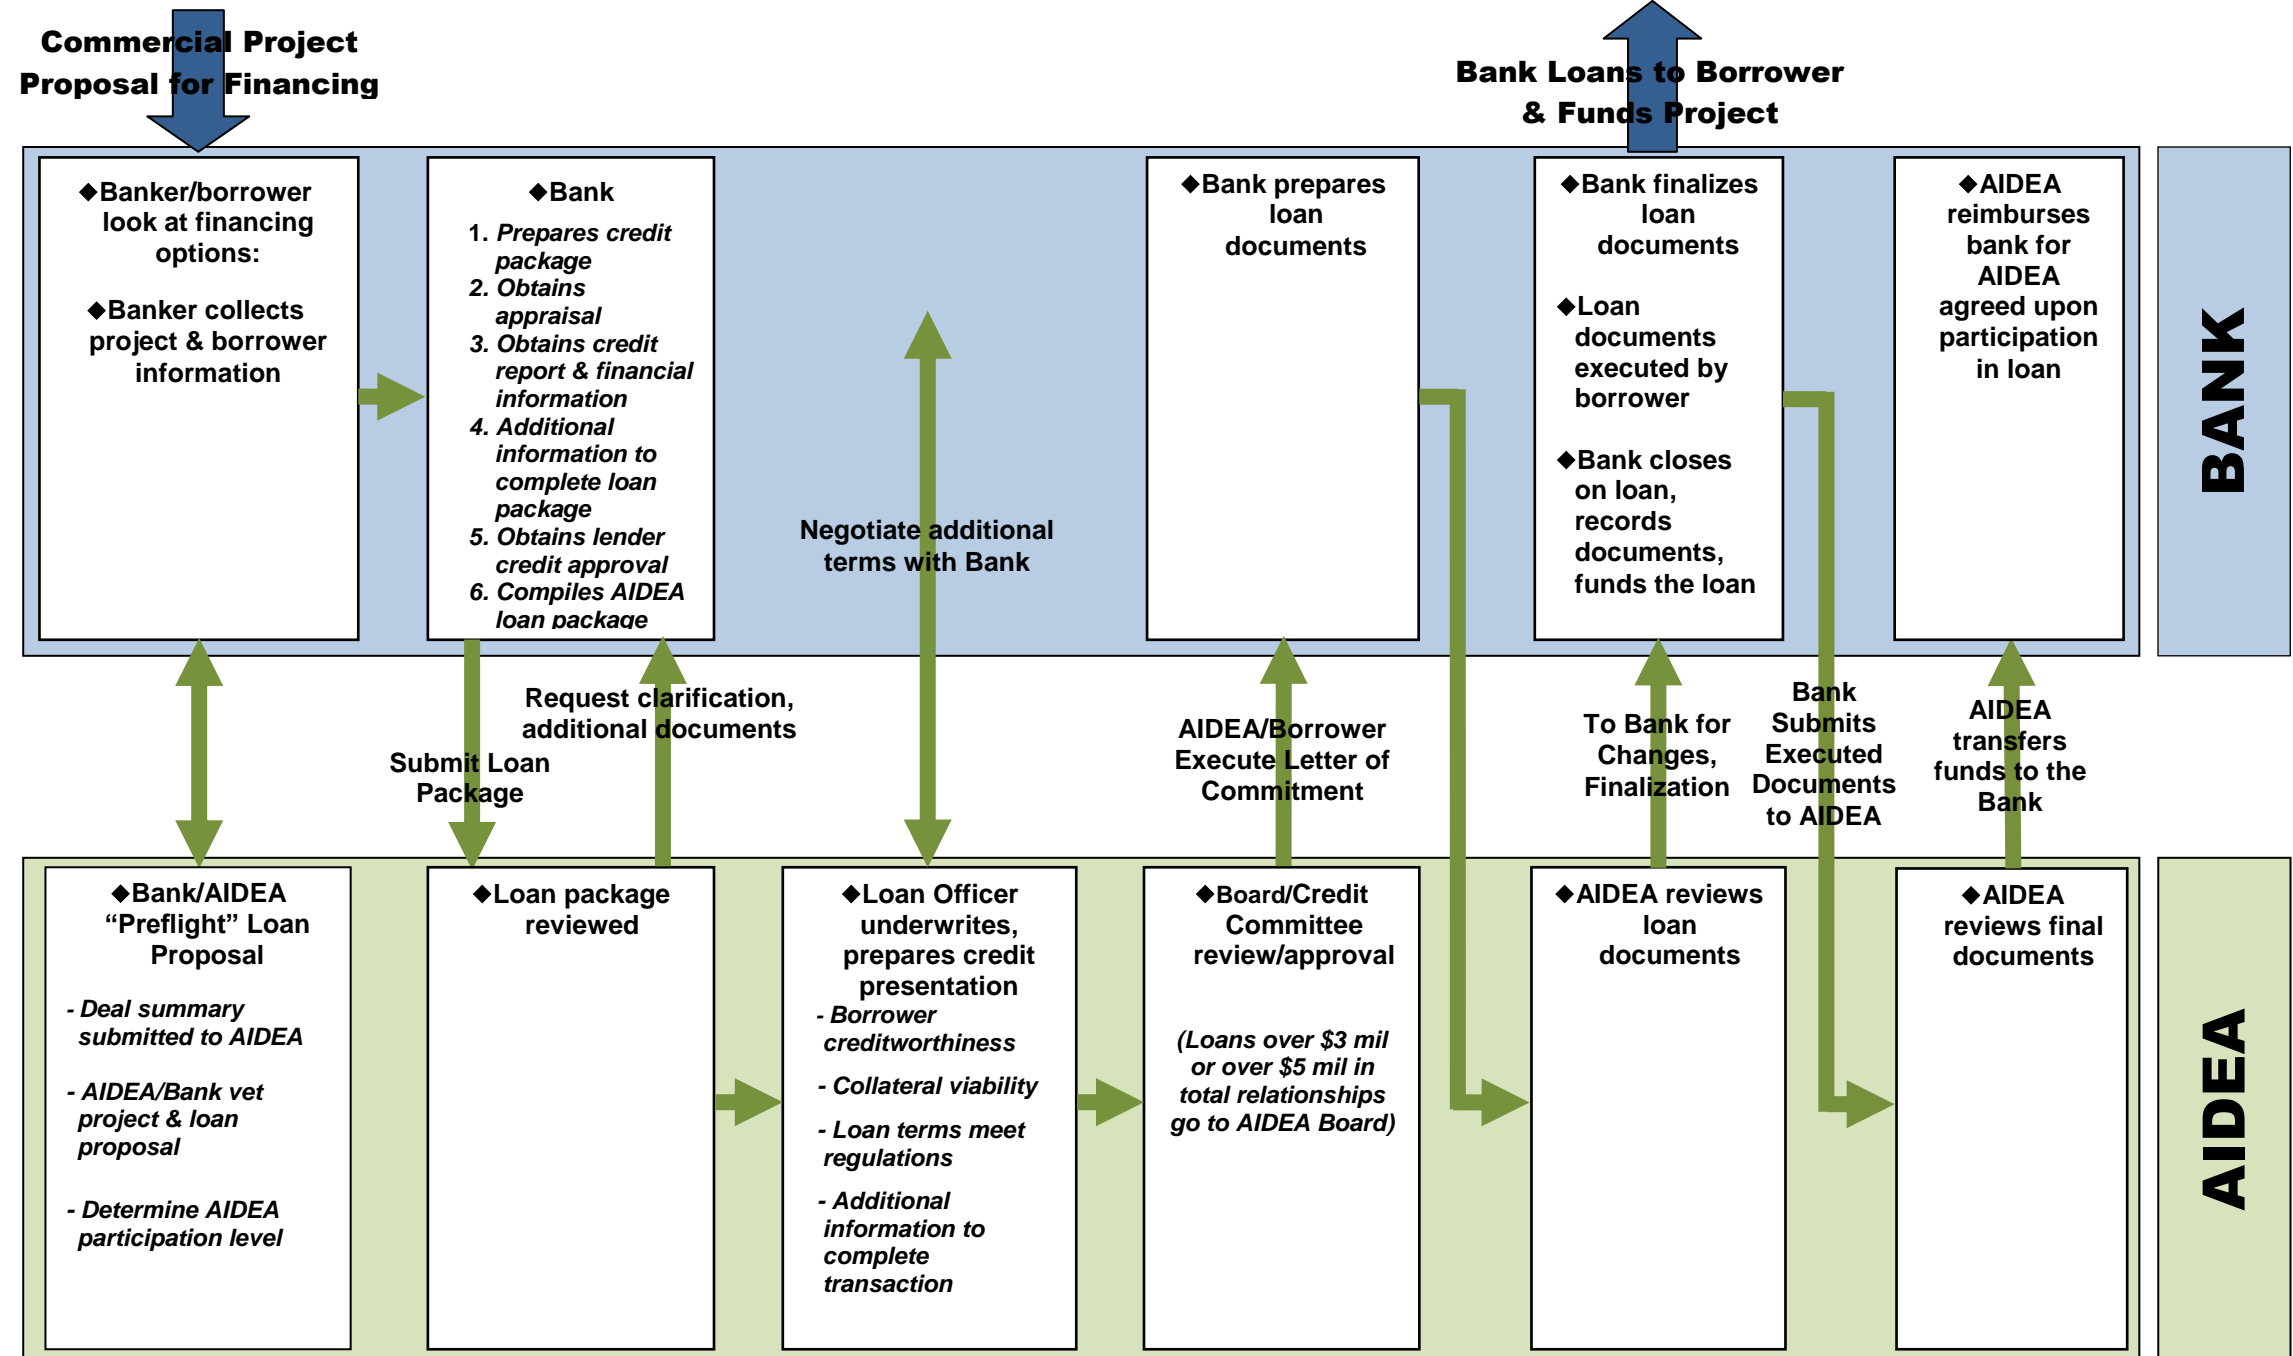 Commercial Project
Proposal for Financing
Bank Loans to Borrower
& Funds Project
◆Banker/borrower
look at financing
options:
◆Banker collects
project & borrower
information
◆Bank
1. Prepares credit
package
2. Obtains
appraisal
3. Obtains credit
report & financial
information
4. Additional
information to
complete loan
package
5. Obtains lender
credit approval
6. Compiles AIDEA
loan package
Negotiate additional
terms with Bank
◆Bank prepares
loan
documents
◆Bank finalizes
loan
documents
◆Loan
documents
executed by
borrower
◆Bank closes
on loan,
records
documents,
funds the loan
◆AIDEA
reimburses
bank for
AIDEA
agreed upon
participation
in loan
BANK
Submit Loan
Package
Request clarification,
additional documents
AIDEA/Borrower
Execute Letter of
Commitment
To Bank for
Changes,
Finalization
Bank
Submits
Executed
Documents
to AIDEA
AIDEA
transfers
funds to the
Bank
◆Bank/AIDEA
“Preflight” Loan
Proposal
- Deal summary
submitted to AIDEA
- AIDEA/Bank vet
project & loan
proposal
- Determine AIDEA
participation level
◆Loan package
reviewed
◆Loan Officer
underwrites,
prepares credit
presentation
- Borrower
creditworthiness
- Collateral viability
- Loan terms meet
regulations
- Additional
information to
complete
transaction
◆Board/Credit
Committee
review/approval
(Loans over $3 mil
or over $5 mil in
total relationships
go to AIDEA Board)
◆AIDEA reviews
loan
documents
◆AIDEA
reviews final
documents
AIDEA